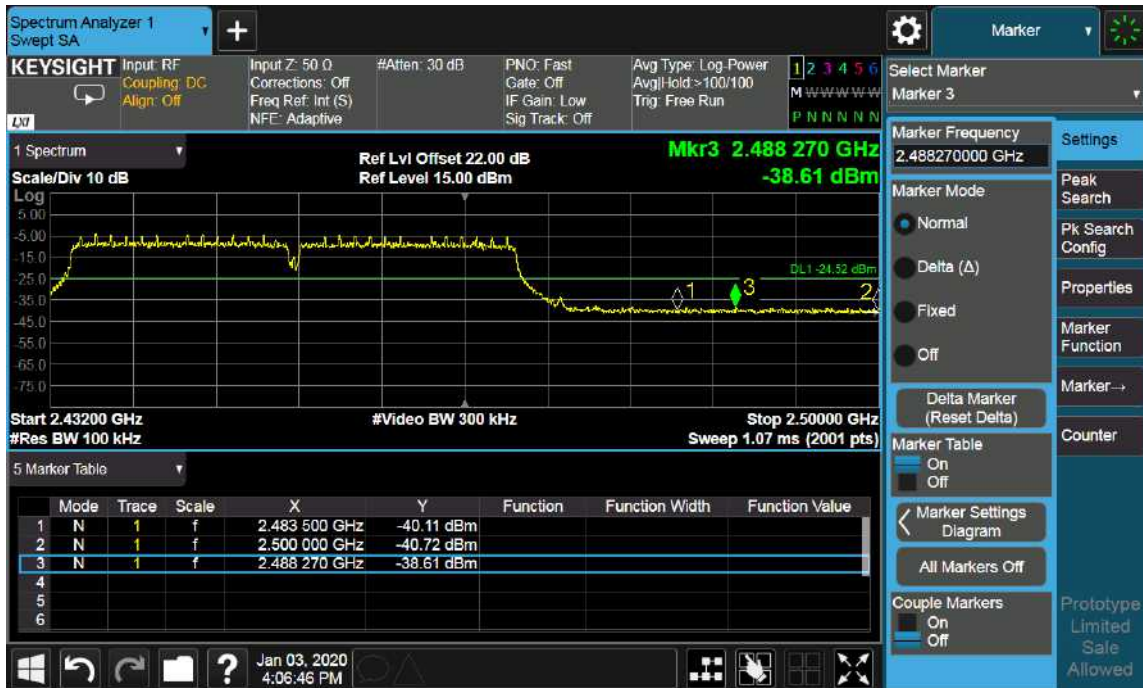 Spectrum Analyzer 1
Swept SA
+
Marker
KEYSIGHT
LXI
Input: RF
Coupling: DC
Align: Off
Input Z: 50 Ω
Corrections: Off
Freq Ref: Int (S)
NFE: Adaptive
#Atten: 30 dB
PNO: Fast
Gate: Off
IF Gain: Low
Sig Track: Off
Avg Type: Log-Power
Avg|Hold:>100/100
Trig: Free Run
1 2 3 4 5 6
M W W W W W
P N N N N N
Select Marker
Marker 3
1 Spectrum
Scale/Div 10 dB
Ref Lvl Offset 22.00 dB
Ref Level 15.00 dBm
Mkr3 2.488 270 GHz
-38.61 dBm
Log
5.00
-5.00
-15.0
-25.0
-35.0
-45.0
-55.0
-65.0
-75.0
DL1 -24.52 dBm
1
3
2
Start 2.43200 GHz
#Video BW 300 kHz
Stop 2.50000 GHz
#Res BW 100 kHz
Sweep 1.07 ms (2001 pts)
5 Marker Table
Mode Trace Scale X Y Function Function Width Function Value
1 N 1 f 2.483 500 GHz -40.11 dBm
2 N 1 f 2.500 000 GHz -40.72 dBm
3 N 1 f 2.488 270 GHz -38.61 dBm
4
5
6
Marker Frequency
2.488270000 GHz
Marker Mode
Normal
Delta (Δ)
Fixed
Off
Delta Marker
(Reset Delta)
Marker Table
On
Off
Marker Settings
Diagram
All Markers Off
Couple Markers
On
Off
Settings
Peak
Search
Pk Search
Config
Properties
Marker
Function
Marker→
Counter
Prototype
Limited
Sale
Allowed
?
Jan 03, 2020
4:06:46 PM